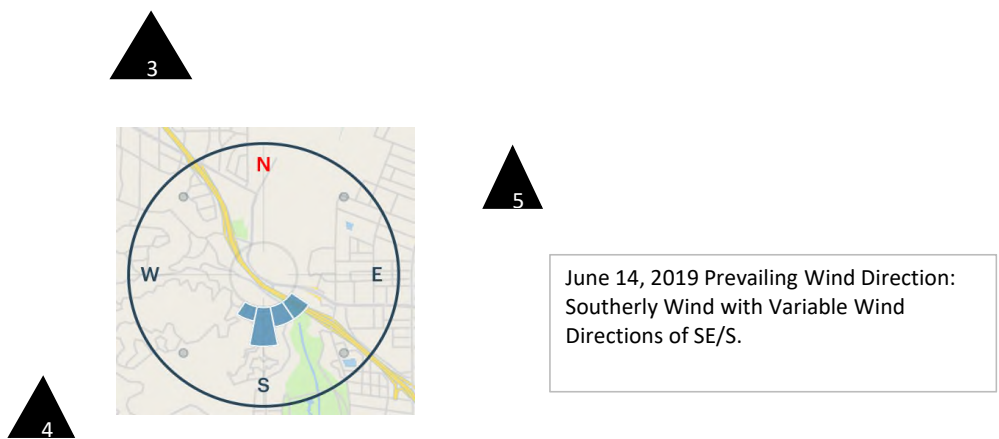 3
N
5
W
E
June 14, 2019 Prevailing Wind Direction:
Southerly Wind with Variable Wind
Directions of SE/S.
S
4